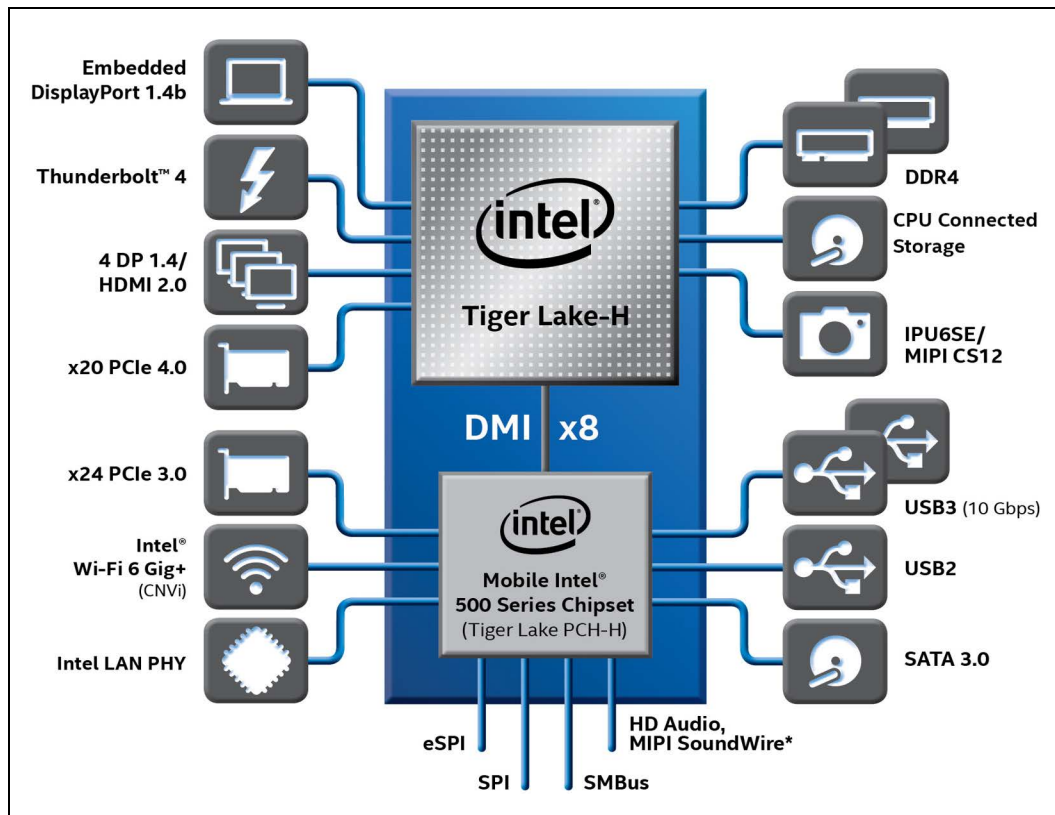 Embedded
DisplayPort 1.4b
Thunderbolt™ 4
4 DP 1.4/
HDMI 2.0
x20 PCIe 4.0
x24 PCIe 3.0
Intel®
Wi-Fi 6 Gig+
(CNVi)
Intel LAN PHY
intel®
Tiger Lake-H
DMI x8
intel®
Mobile Intel®
500 Series Chipset
(Tiger Lake PCH-H)
DDR4
CPU Connected
Storage
IPU6SE/
MIPI CS12
USB3 (10 Gbps)
USB2
SATA 3.0
eSPI
SPI
SMBus
HD Audio,
MIPI SoundWire*